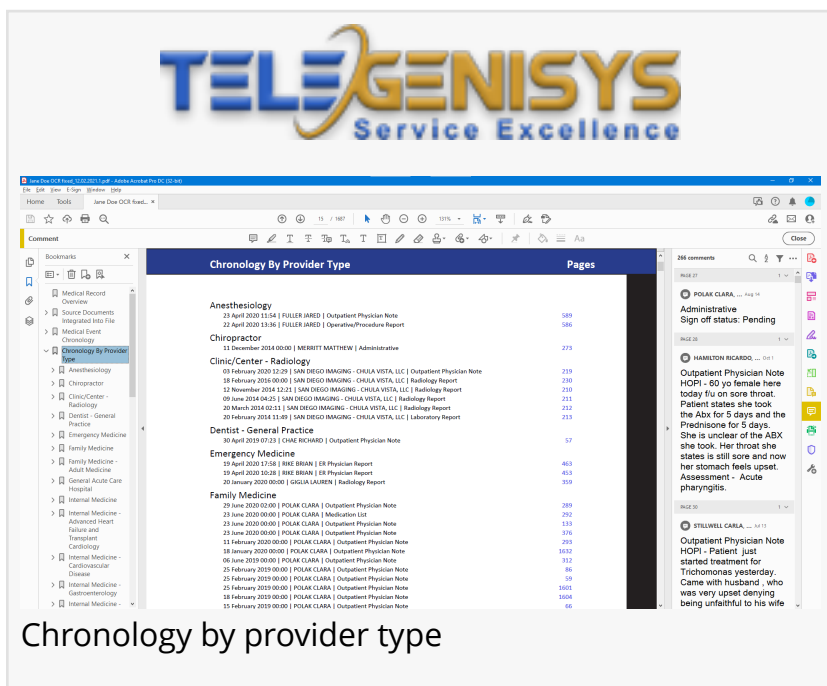 TELEGENISYS
Service Excellence
Jane Doe OCR fixed_12.02.2021.1.pdf - Adobe Acrobat Pro DC (32-bit)
File Edit View E-Sign Window Help
Home Tools Jane Doe OCR fixed... ×
15 / 1687 131%
Comment Close
Bookmarks
Medical Record Overview
Source Documents Integrated Into File
Medical Event Chronology
Chronology By Provider Type
Anesthesiology
Chiropractor
Clinic/Center - Radiology
Dentist - General Practice
Emergency Medicine
Family Medicine
Family Medicine - Adult Medicine
General Acute Care Hospital
Internal Medicine
Internal Medicine - Advanced Heart Failure and Transplant Cardiology
Internal Medicine - Cardiovascular Disease
Internal Medicine - Gastroenterology
Internal Medicine -
Chronology By Provider Type Pages
Anesthesiology
23 April 2020 11:54 | FULLER JARED | Outpatient Physician Note 589
22 April 2020 13:36 | FULLER JARED | Operative/Procedure Report 586
Chiropractor
11 December 2014 00:00 | MERRITT MATTHEW | Administrative 273
Clinic/Center - Radiology
03 February 2020 12:29 | SAN DIEGO IMAGING - CHULA VISTA, LLC | Outpatient Physician Note 219
18 February 2016 00:00 | SAN DIEGO IMAGING - CHULA VISTA, LLC | Radiology Report 230
12 November 2014 12:21 | SAN DIEGO IMAGING - CHULA VISTA, LLC | Radiology Report 210
09 June 2014 04:25 | SAN DIEGO IMAGING - CHULA VISTA, LLC | Radiology Report 211
20 March 2014 02:11 | SAN DIEGO IMAGING - CHULA VISTA, LLC | Radiology Report 212
20 February 2014 11:49 | SAN DIEGO IMAGING - CHULA VISTA, LLC | Laboratory Report 213
Dentist - General Practice
30 April 2019 07:23 | CHAE RICHARD | Outpatient Physician Note 57
Emergency Medicine
19 April 2020 17:58 | RIKE BRIAN | ER Physician Report 463
19 April 2020 10:28 | RIKE BRIAN | ER Physician Report 453
20 January 2020 00:00 | GIGLIA LAUREN | Radiology Report 359
Family Medicine
29 June 2020 02:00 | POLAK CLARA | Outpatient Physician Note 289
23 June 2020 00:00 | POLAK CLARA | Medication List 292
23 June 2020 00:00 | POLAK CLARA | Outpatient Physician Note 133
23 June 2020 00:00 | POLAK CLARA | Outpatient Physician Note 376
11 February 2020 00:00 | POLAK CLARA | Outpatient Physician Note 293
18 January 2020 00:00 | POLAK CLARA | Outpatient Physician Note 1632
06 June 2019 00:00 | POLAK CLARA | Outpatient Physician Note 312
25 February 2019 00:00 | POLAK CLARA | Outpatient Physician Note 86
25 February 2019 00:00 | POLAK CLARA | Outpatient Physician Note 59
25 February 2019 00:00 | POLAK CLARA | Outpatient Physician Note 1601
18 February 2019 00:00 | POLAK CLARA | Outpatient Physician Note 1604
15 February 2019 00:00 | POLAK CLARA | Outpatient Physician Note 66
266 comments
PAGE 27 1
POLAK CLARA, ... Aug 14
Administrative
Sign off status: Pending
PAGE 28 1
HAMILTON RICARDO, ... Oct 1
Outpatient Physician Note
HOPI - 60 yo female here
today f/u on sore throat.
Patient states she took
the Abx for 5 days and the
Prednisone for 5 days.
She is unclear of the ABX
she took. Her throat she
states is still sore and now
her stomach feels upset.
Assessment - Acute
pharyngitis.
PAGE 30 1
STILLWELL CARLA, ... Jul 13
Outpatient Physician Note
HOPI - Patient just
started treatment for
Trichomonas yesterday.
Came with husband , who
was very upset denying
being unfaithful to his wife
Chronology by provider type